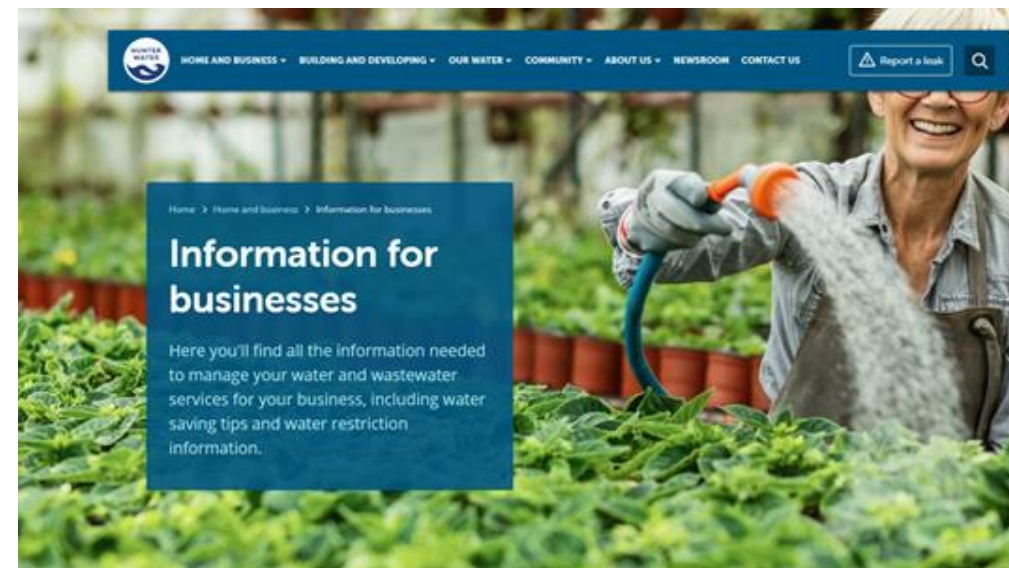 HUNTER
WATER
HOME AND BUSINESS
BUILDING AND DEVELOPING
OUR WATER
COMMUNITY
ABOUT US
NEWSROOM
CONTACT US
Report a leak
Home > Home and business > Information for businesses
Information for
businesses
Here you'll find all the information needed
to manage your water and wastewater
services for your business, including water
saving tips and water restriction
information.